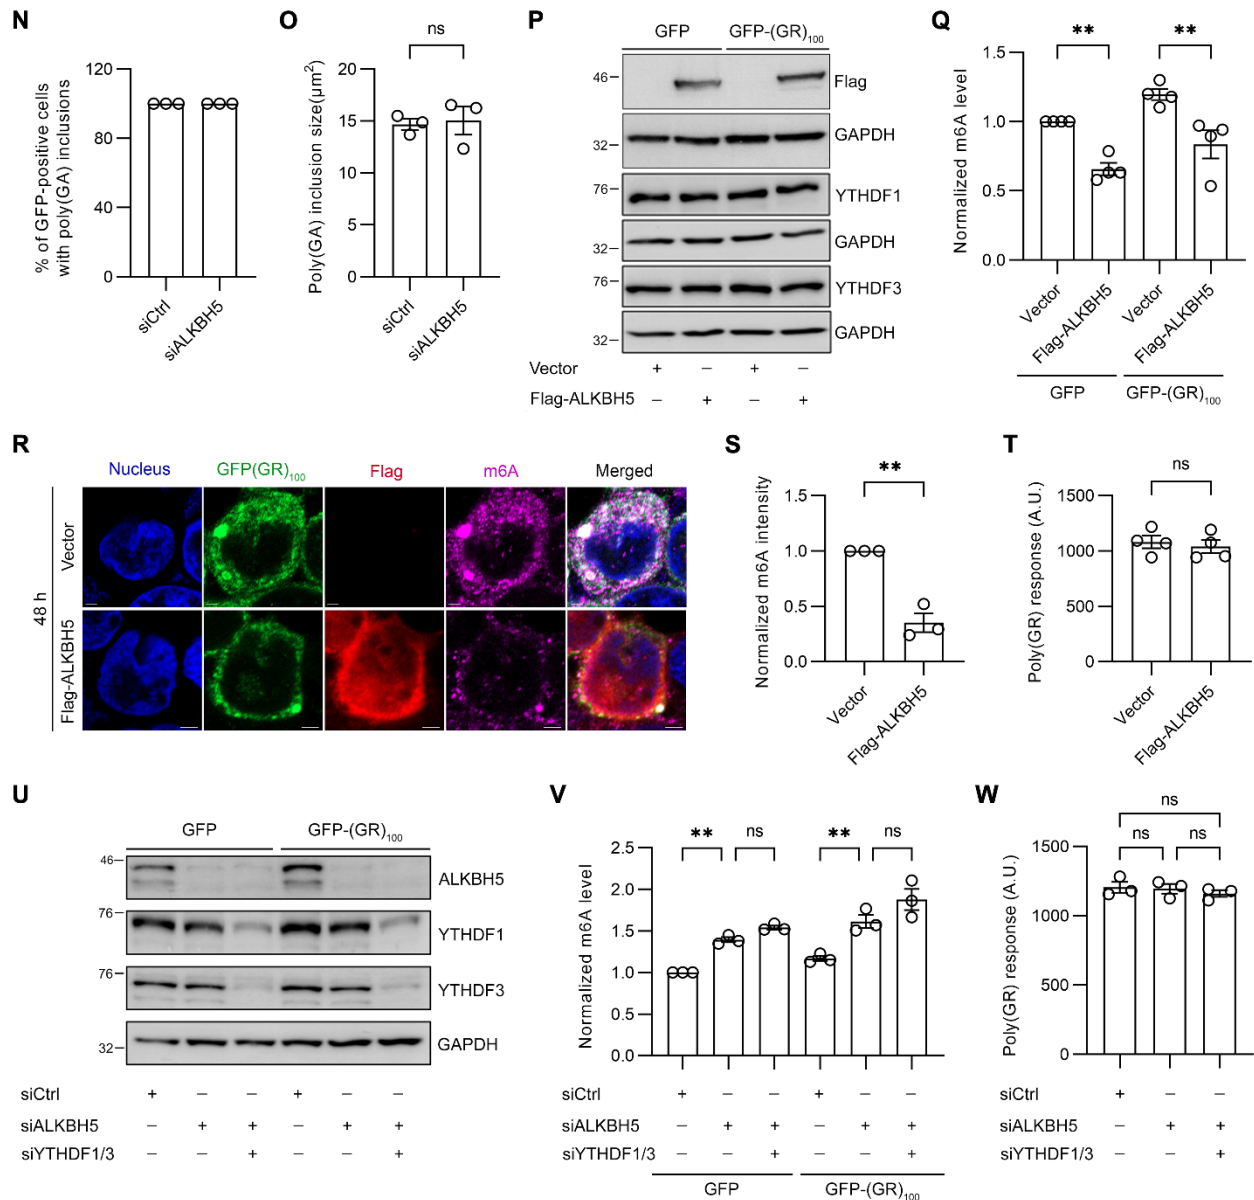 N
% of GFP-positive cells
with poly(GA) inclusions
120
80
40
0
siCtrl
siALKBH5
O
ns
Poly(GA) inclusion size(μm²)
20
15
10
5
0
siCtrl
siALKBH5
P
GFP
GFP-(GR)₁₀₀
46
Flag
32
GAPDH
76
YTHDF1
32
GAPDH
76
YTHDF3
32
GAPDH
Vector + − + −
Flag-ALKBH5 − + − +
Q
** **
Normalized m6A level
1.5
1.0
0.5
0.0
Vector
Flag-ALKBH5
Vector
Flag-ALKBH5
GFP
GFP-(GR)₁₀₀
R
Nucleus GFP(GR)₁₀₀ Flag m6A Merged
48 h
Vector
Flag-ALKBH5
S
**
Normalized m6A intensity
1.5
1.0
0.5
0.0
Vector
Flag-ALKBH5
T
ns
Poly(GR) response (A.U.)
1500
1000
500
0
Vector
Flag-ALKBH5
U
GFP
GFP-(GR)₁₀₀
46
ALKBH5
76
YTHDF1
76
YTHDF3
32
GAPDH
siCtrl + − − + − −
siALKBH5 − + + − + +
siYTHDF1/3 − − + − − +
V
** ns ** ns
Normalized m6A level
2.5
2.0
1.5
1.0
0.5
0.0
siCtrl + − − + − −
siALKBH5 − + + − + +
siYTHDF1/3 − − + − − +
GFP
GFP-(GR)₁₀₀
W
ns
ns ns
Poly(GR) response (A.U.)
1500
1000
500
0
siCtrl + − −
siALKBH5 − + +
siYTHDF1/3 − − +